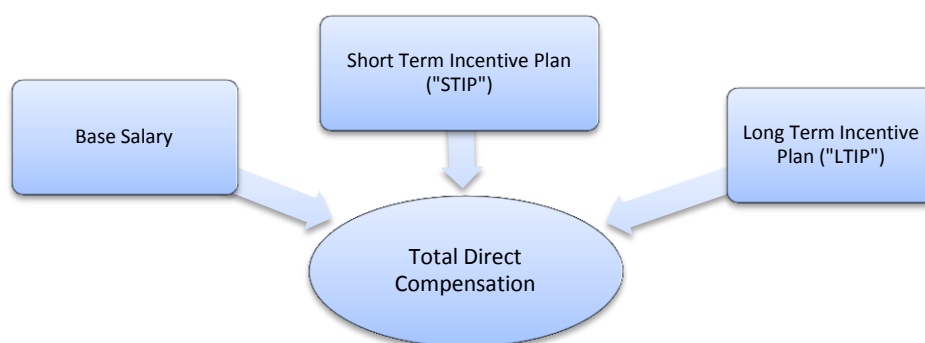 Short Term Incentive Plan
("STIP")
Base Salary
Long Term Incentive
Plan ("LTIP")
Total Direct
Compensation